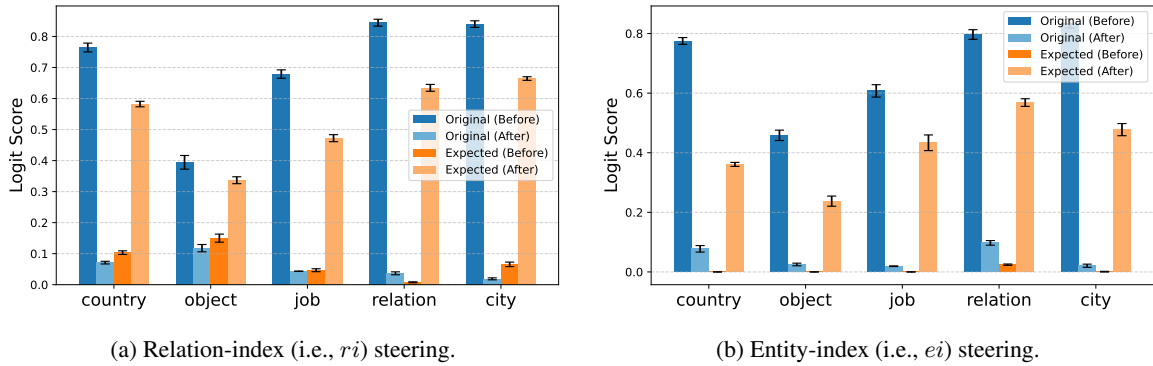 0.8
0.7
0.6
0.5
0.4
0.3
0.2
0.1
0.0
Logit Score
Original (Before)
Original (After)
Expected (Before)
Expected (After)
country object job relation city
(a) Relation-index (i.e., ri) steering.
0.8
0.6
0.4
0.2
0.0
Logit Score
Original (Before)
Original (After)
Expected (Before)
Expected (After)
country object job relation city
(b) Entity-index (i.e., ei) steering.